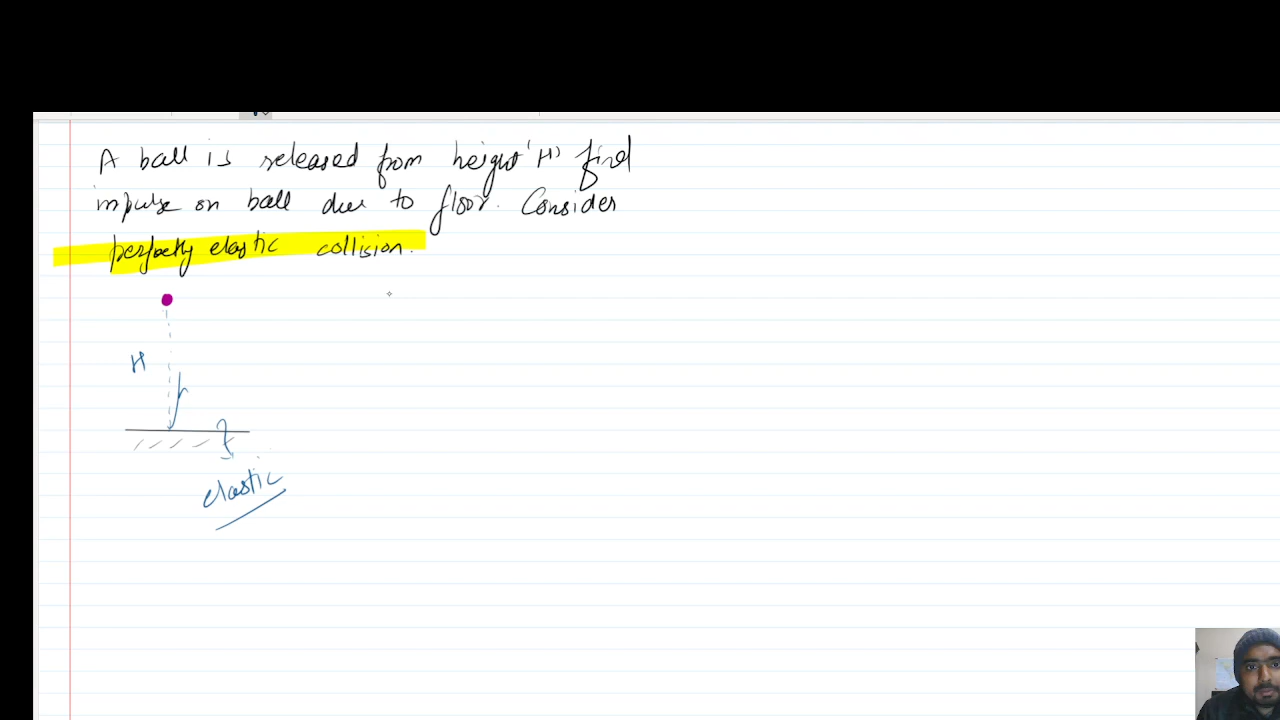 A ball is released from height 'H' find
impulse on ball due to floor. Consider
perfectly elastic collision.
H
elastic